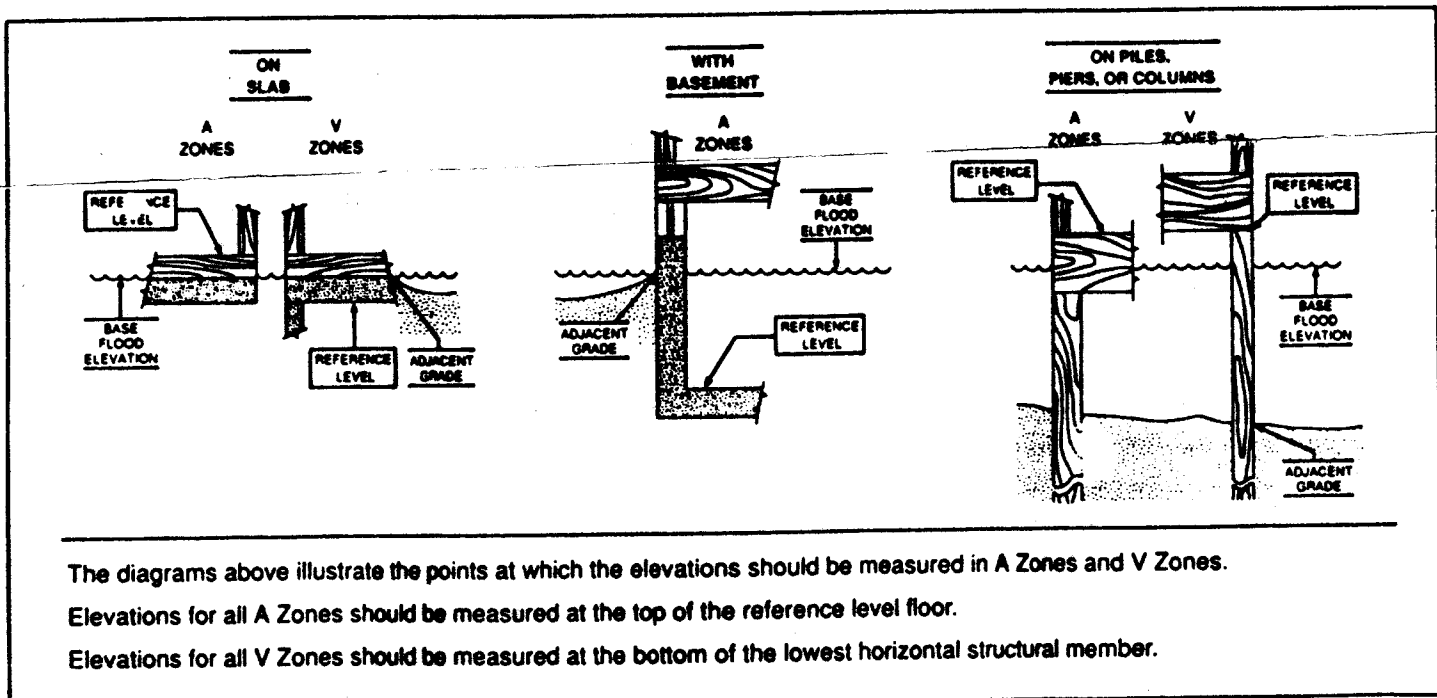 ON
SLAB
A
ZONES
V
ZONES
REFE NCE
LE EL
BASE
FLOOD
ELEVATION
REFERENCE
LEVEL
ADJACENT
GRADE
WITH
BASEMENT
A
ZONES
BASE
FLOOD
ELEVATION
ADJACENT
GRADE
REFERENCE
LEVEL
ON PILES,
PIERS, OR COLUMNS
A
ZONES
V
ZONES
REFERENCE
LEVEL
REFERENCE
LEVEL
BASE
FLOOD
ELEVATION
ADJACENT
GRADE
The diagrams above illustrate the points at which the elevations should be measured in A Zones and V Zones.
Elevations for all A Zones should be measured at the top of the reference level floor.
Elevations for all V Zones should be measured at the bottom of the lowest horizontal structural member.